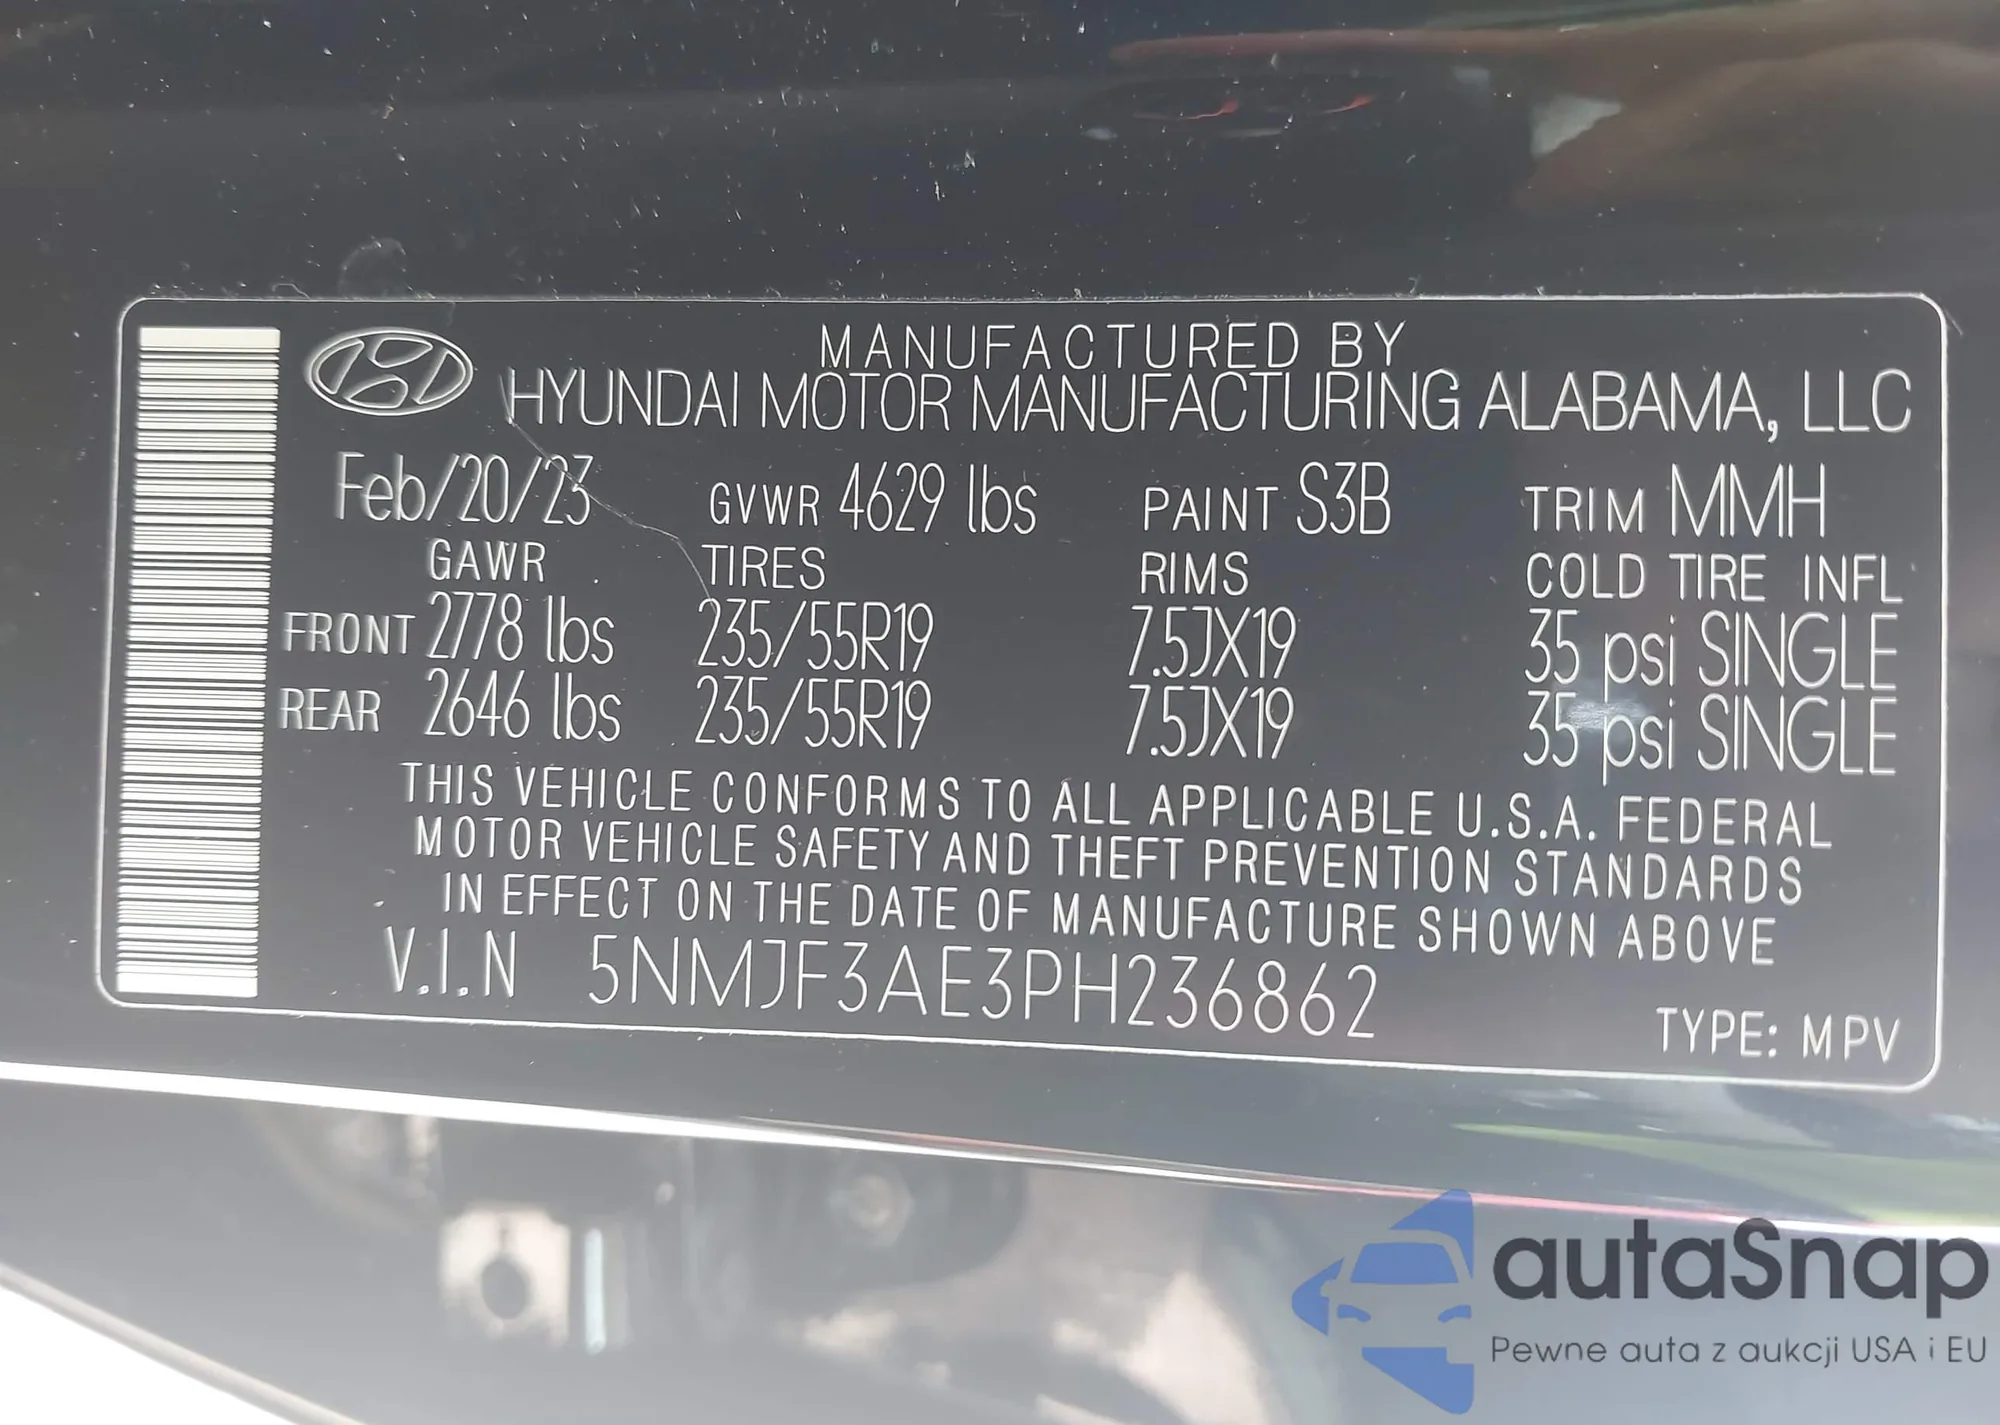 MANUFACTURED BY
HYUNDAI MOTOR MANUFACTURING ALABAMA, LLC
Feb/20/23 GVWR 4629 lbs PAINT S3B TRIM MMH
GAWR TIRES RIMS COLD TIRE INFL
FRONT 2778 lbs 235/55R19 7.5JX19 35 psi SINGLE
REAR 2646 lbs 235/55R19 7.5JX19 35 psi SINGLE
THIS VEHICLE CONFORMS TO ALL APPLICABLE U.S.A. FEDERAL
MOTOR VEHICLE SAFETY AND THEFT PREVENTION STANDARDS
IN EFFECT ON THE DATE OF MANUFACTURE SHOWN ABOVE
V.I.N 5NMJF3AE3PH236862
TYPE: MPV
autaSnap
Pewne auta z aukcji USA i EU